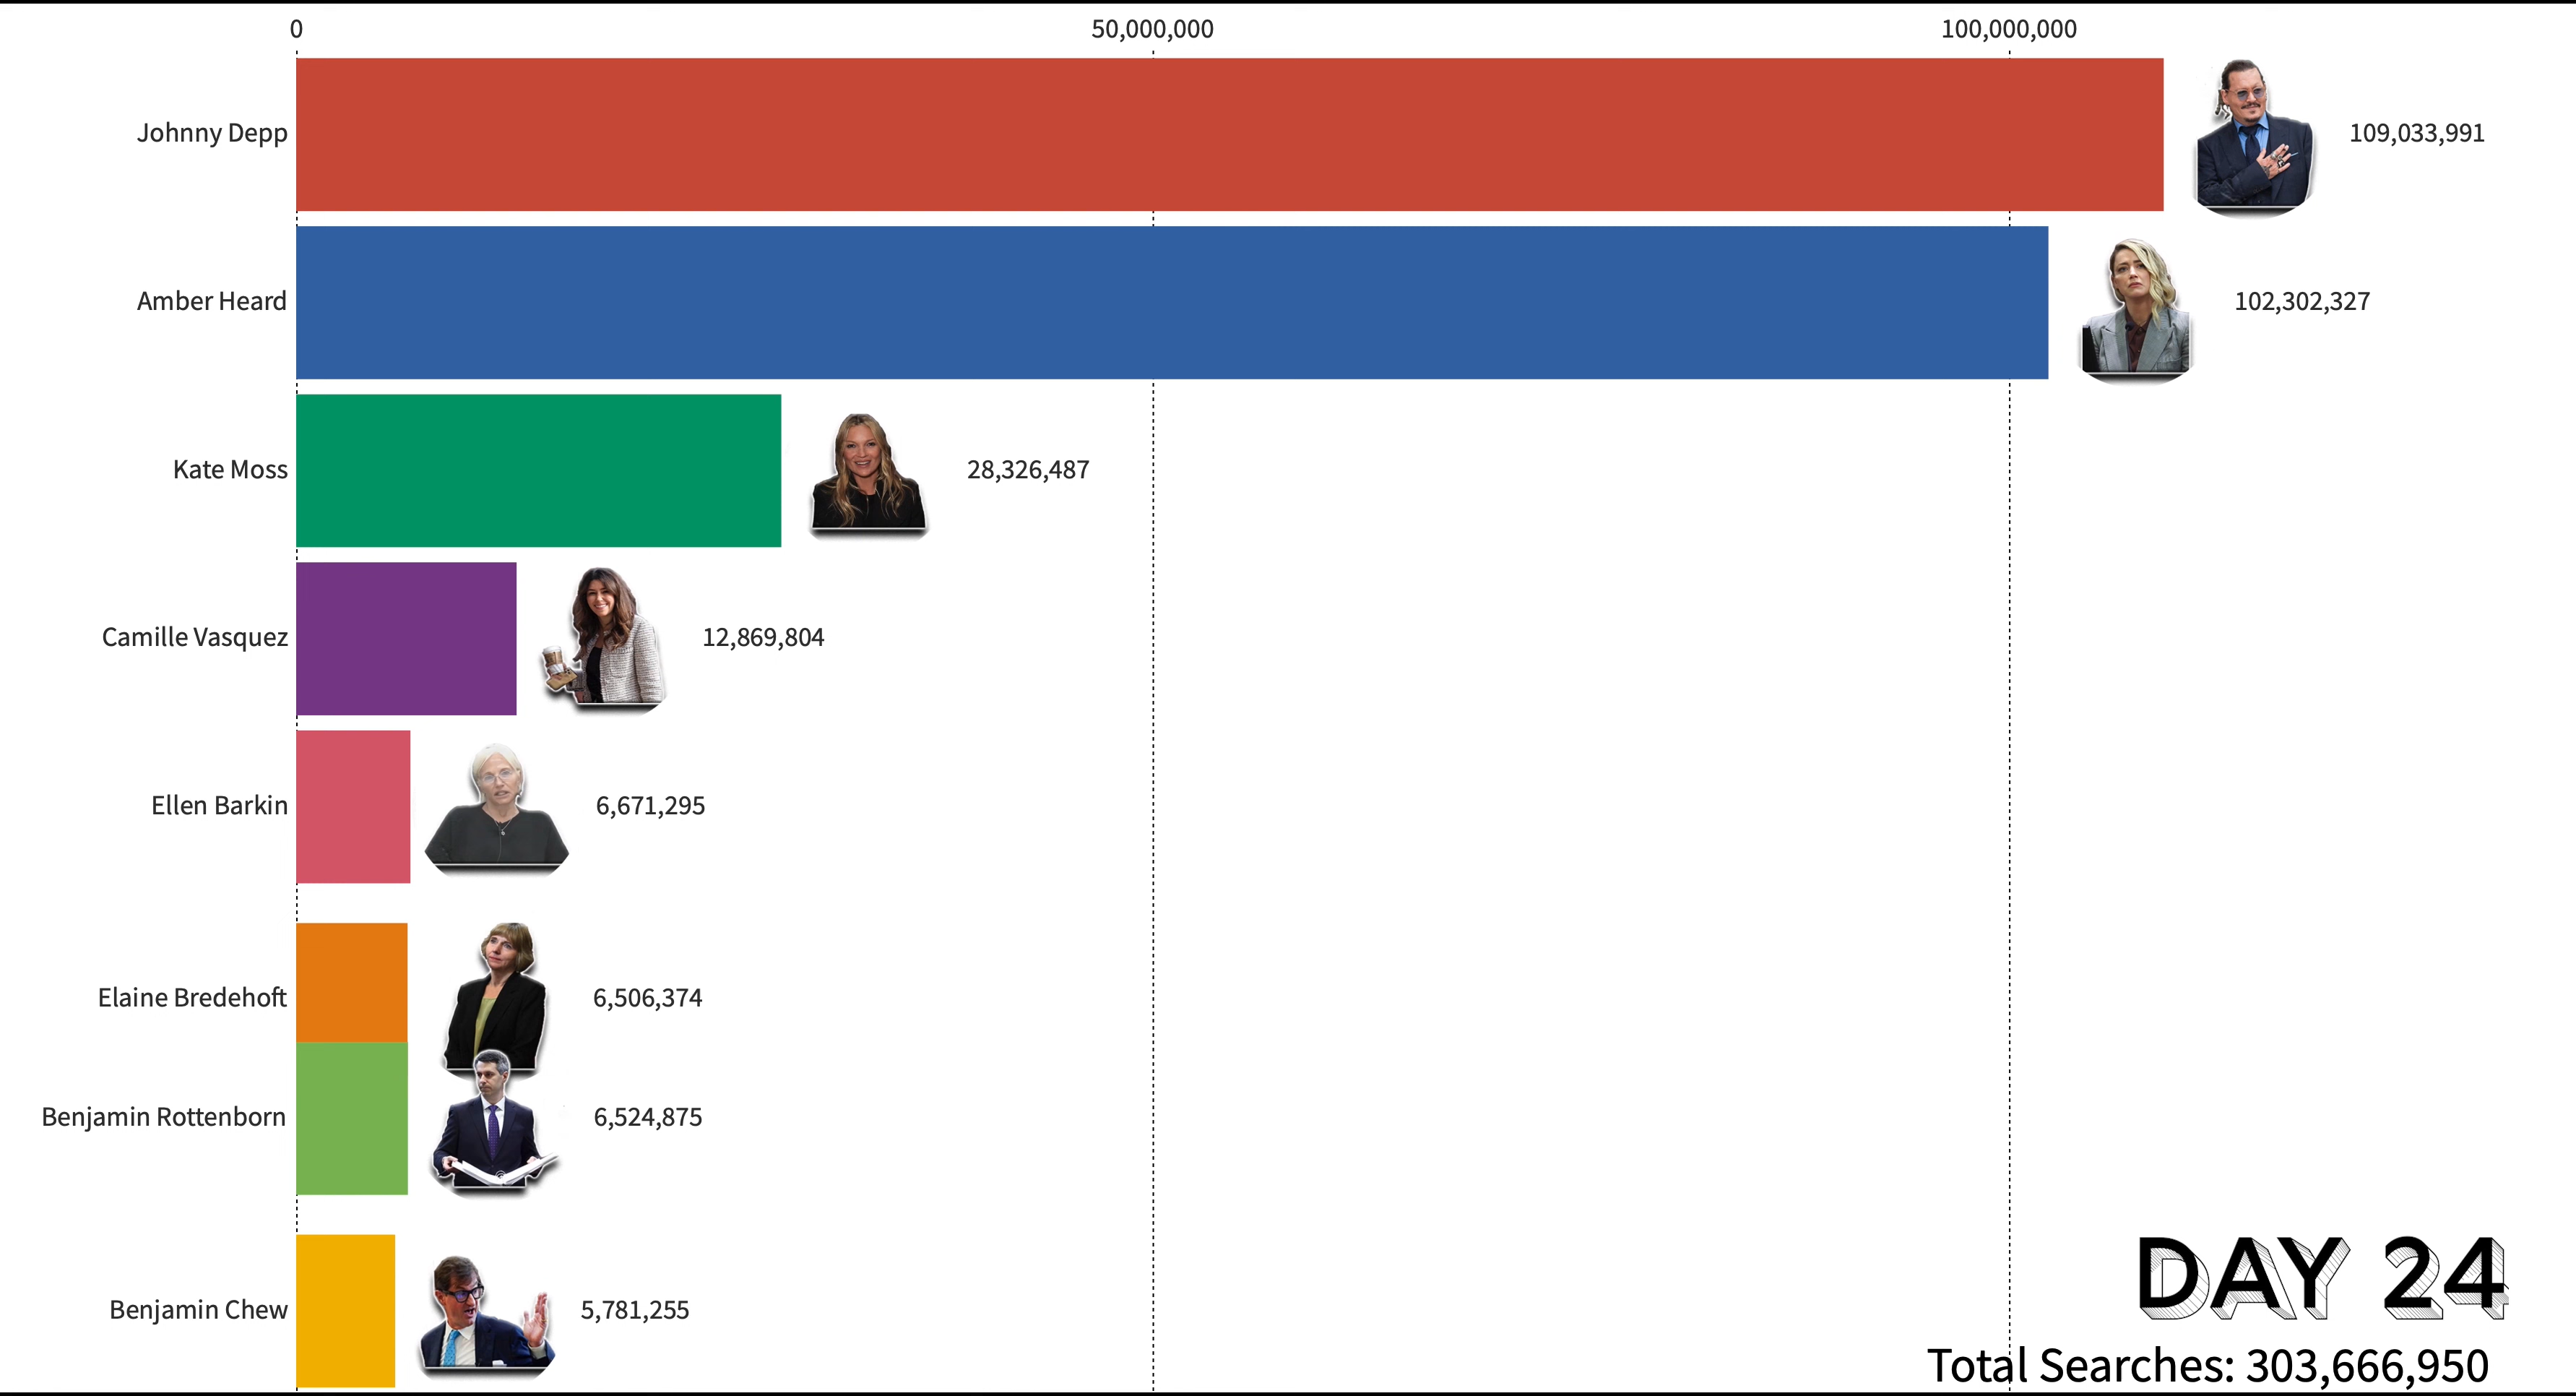 0 50,000,000 100,000,000
Johnny Depp 109,033,991
Amber Heard 102,302,327
Kate Moss 28,326,487
Camille Vasquez 12,869,804
Ellen Barkin 6,671,295
Elaine Bredehoft 6,506,374
Benjamin Rottenborn 6,524,875
Benjamin Chew 5,781,255
DAY 24
Total Searches: 303,666,950